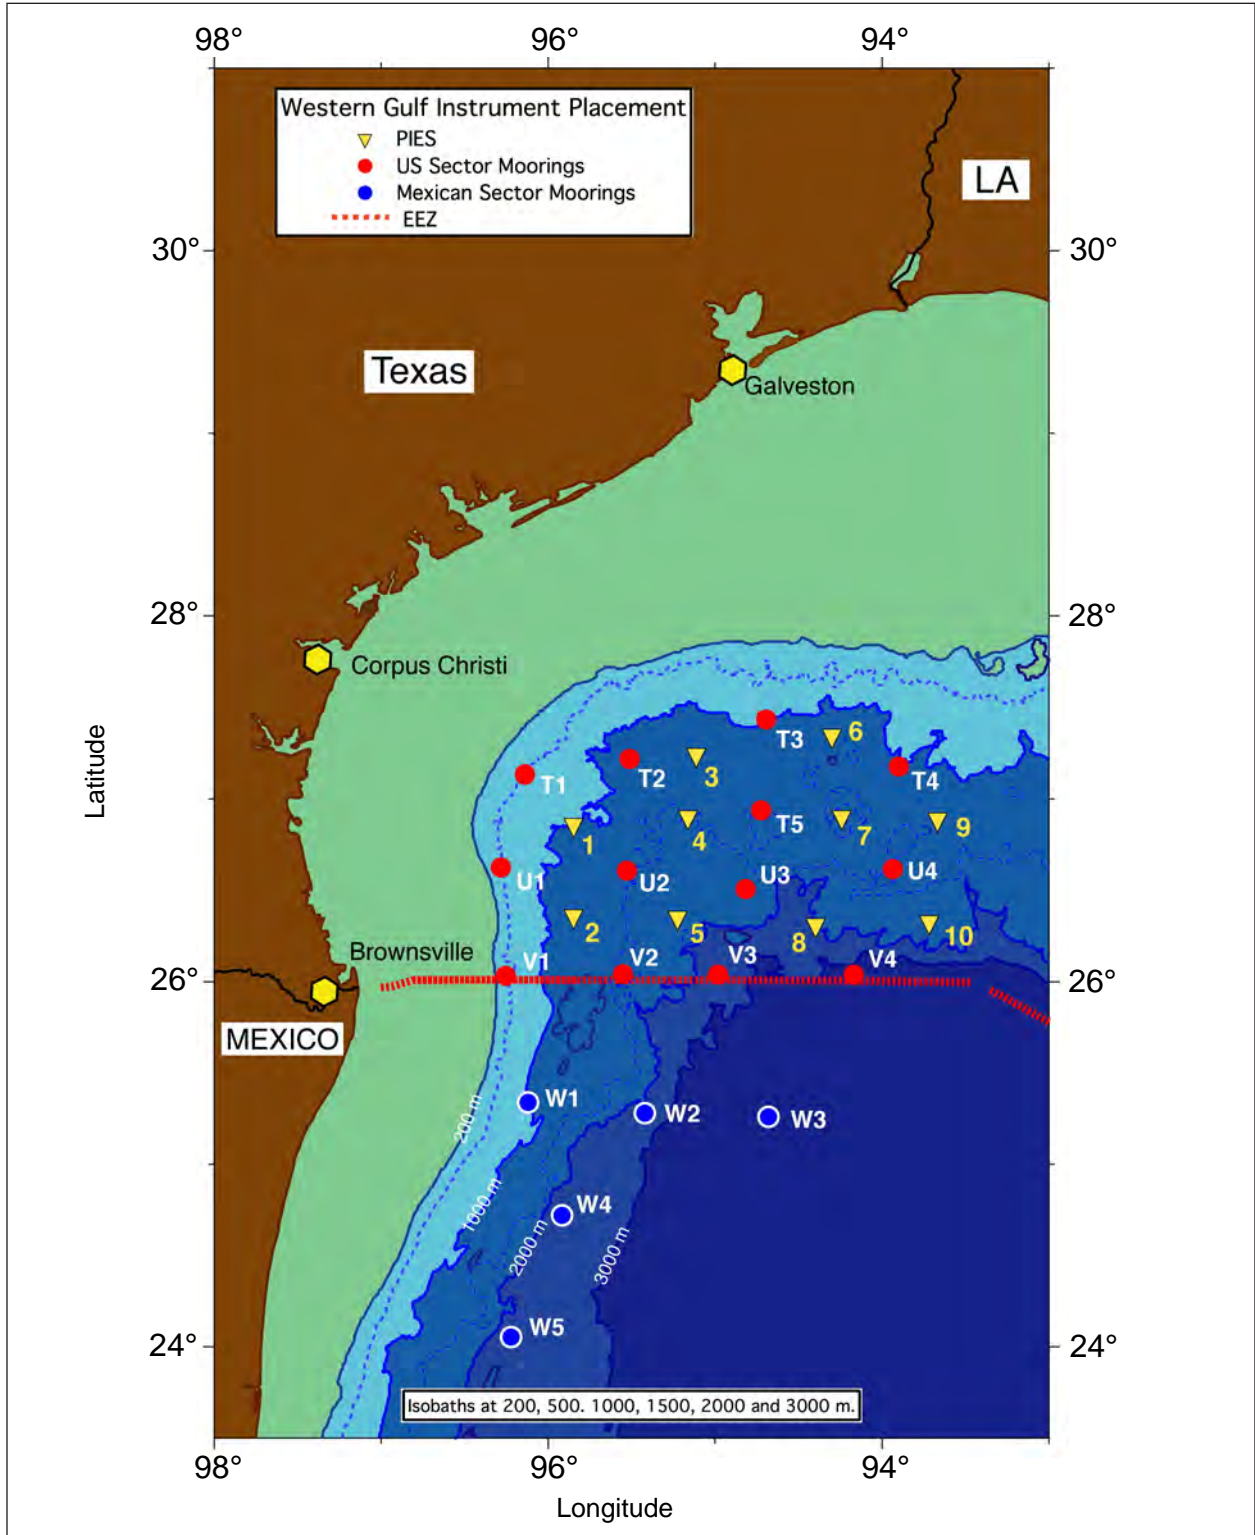 98°
96°
94°
Western Gulf Instrument Placement
PIES
US Sector Moorings
Mexican Sector Moorings
EEZ
LA
30°
30°
Texas
Galveston
28°
28°
Corpus Christi
Latitude
T1
T2
3
T3
6
T4
1
4
T5
7
9
U1
U2
U3
U4
2
5
8
10
Brownsville
V1
V2
V3
V4
26°
26°
MEXICO
W1
W2
W3
200 m
1000 m
W4
2000 m
3000 m
W5
24°
24°
Isobaths at 200, 500. 1000, 1500, 2000 and 3000 m.
98°
96°
94°
Longitude